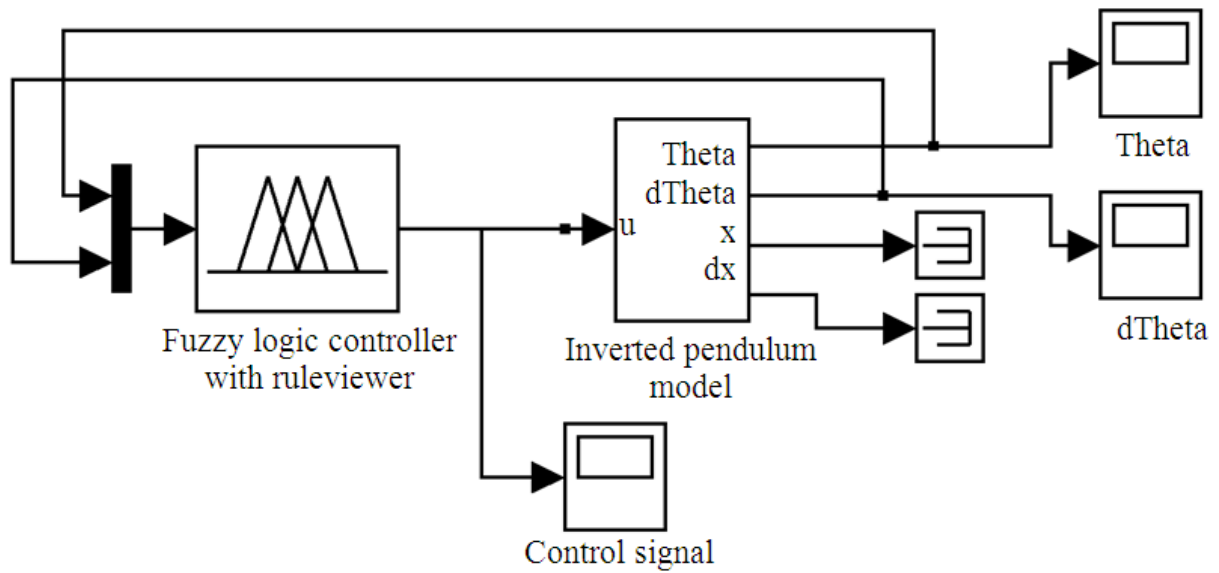 Theta
Theta
dTheta
u
x
dx
dTheta
Fuzzy logic controller
with ruleviewer
Inverted pendulum
model
Control signal